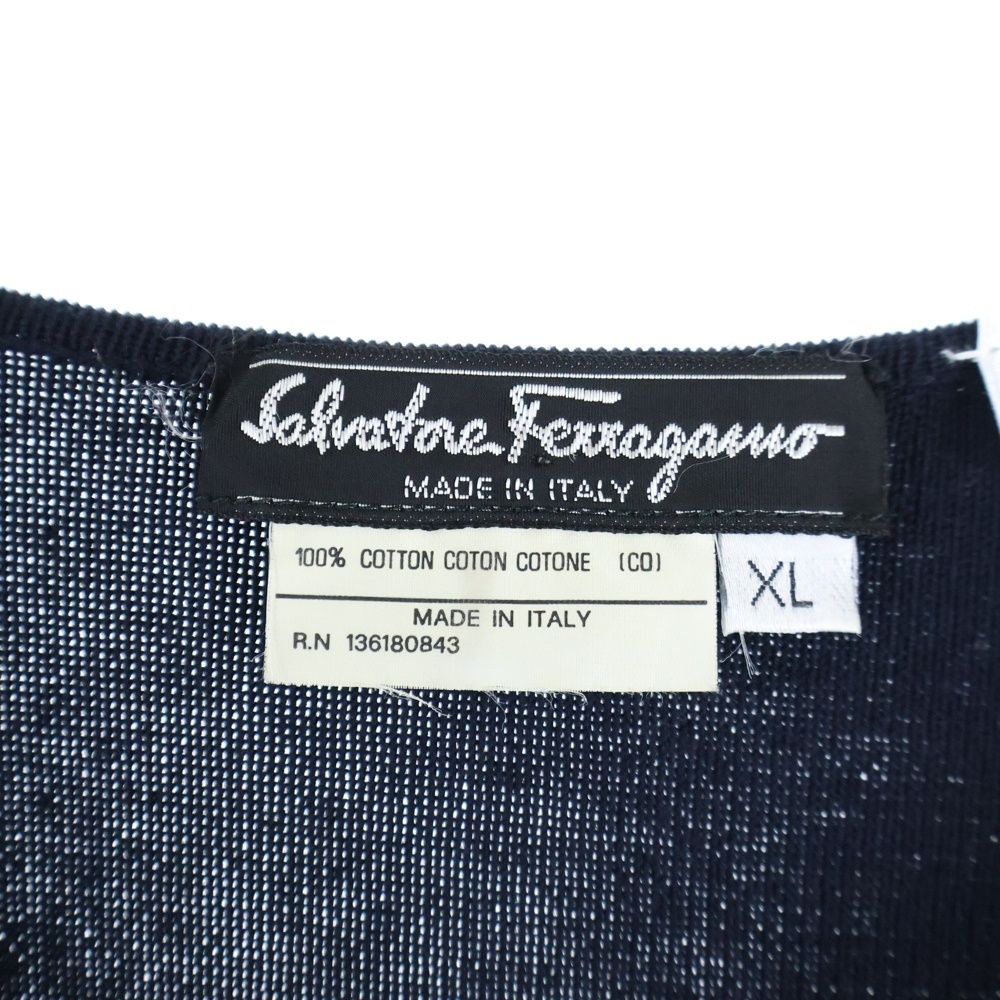 Salvatore Ferragamo
MADE IN ITALY
100% COTTON COTON COTONE (CO)
XL
MADE IN ITALY
R.N 136180843